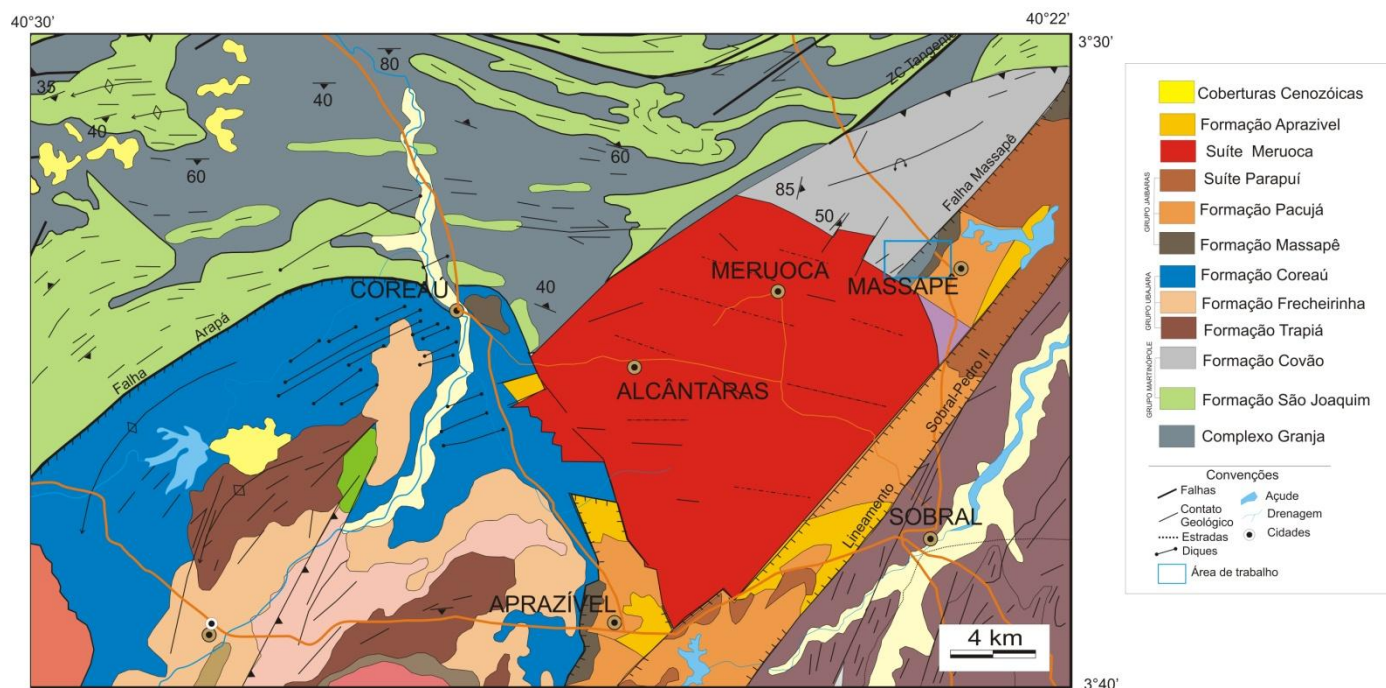 40°30'
40°22'
3°30'
80
ZC Tangente
35
40
40
60
60
85
50
Falha Massapê
MERUOCA
MASSAPÊ
COREAÚ
40
Falha Arapá
ALCÂNTARAS
Sobral-Pedro II
Lineamento
SOBRAL
APRAZÍVEL
4 km
3°40'
Coberturas Cenozóicas
Formação Aprazivel
Suíte Meruoca
GRUPO JAIBARAS
Suíte Parapuí
Formação Pacujá
Formação Massapê
GRUPO UBAJARA
Formação Coreaú
Formação Frecheirinha
Formação Trapiá
GRUPO MARTINÓPOLE
Formação Covão
Formação São Joaquim
Complexo Granja
Convenções
Falhas
Açude
Contato
Geológico
Drenagem
Estradas
Cidades
Diques
Área de trabalho